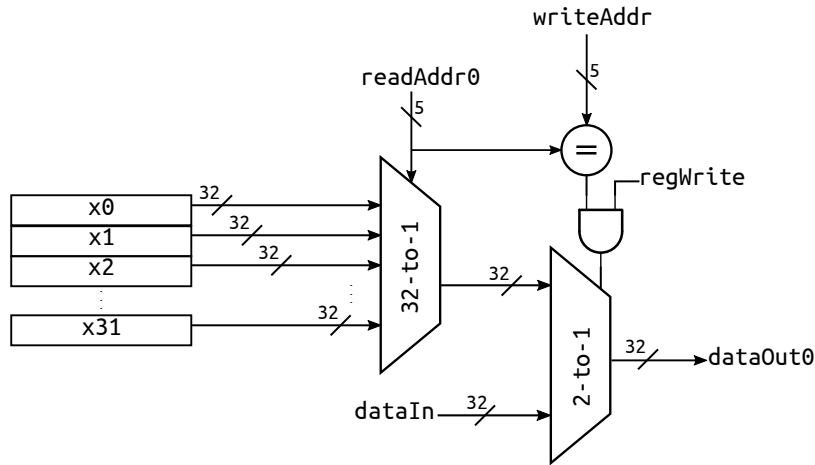 writeAddr
5
readAddr0
5
=
regWrite
x0
32
x1
32
x2
32
x31
32
32-to-1
32
2-to-1
32
dataOut0
dataIn
32